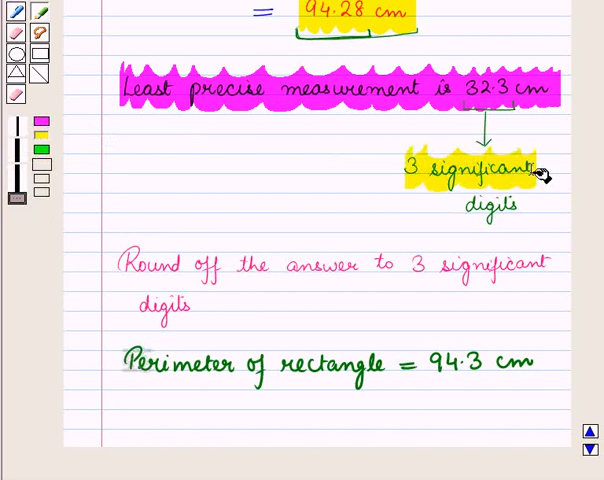 = 94.28 cm
Least precise measurement is 32.3 cm
3 significant
digits
Round off the answer to 3 significant
digits
Perimeter of rectangle = 94.3 cm